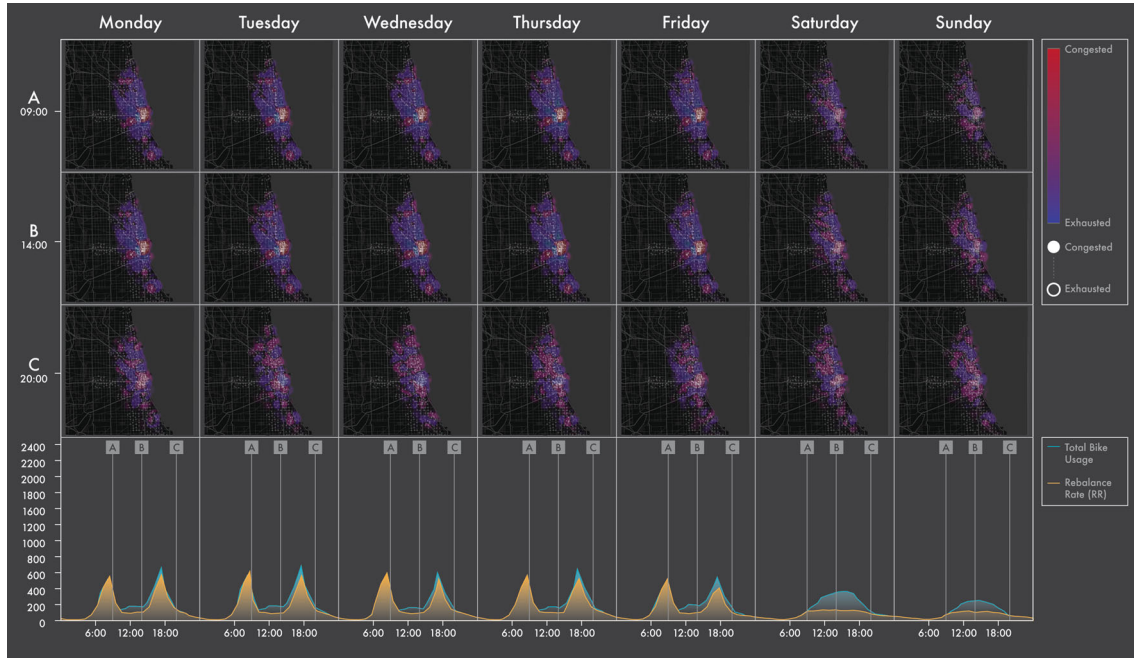 Monday Tuesday Wednesday Thursday Friday Saturday Sunday
A
09:00
B
14:00
C
20:00
Congested
Exhausted
Congested
Exhausted
A B C A B C A B C A B C A B C A B C A B C
2400
2200
2000
1800
1600
1400
1200
1000
800
600
400
200
0
6:00 12:00 18:00 6:00 12:00 18:00 6:00 12:00 18:00 6:00 12:00 18:00 6:00 12:00 18:00 6:00 12:00 18:00 6:00 12:00 18:00
Total Bike
Usage
Rebalance
Rate (RR)